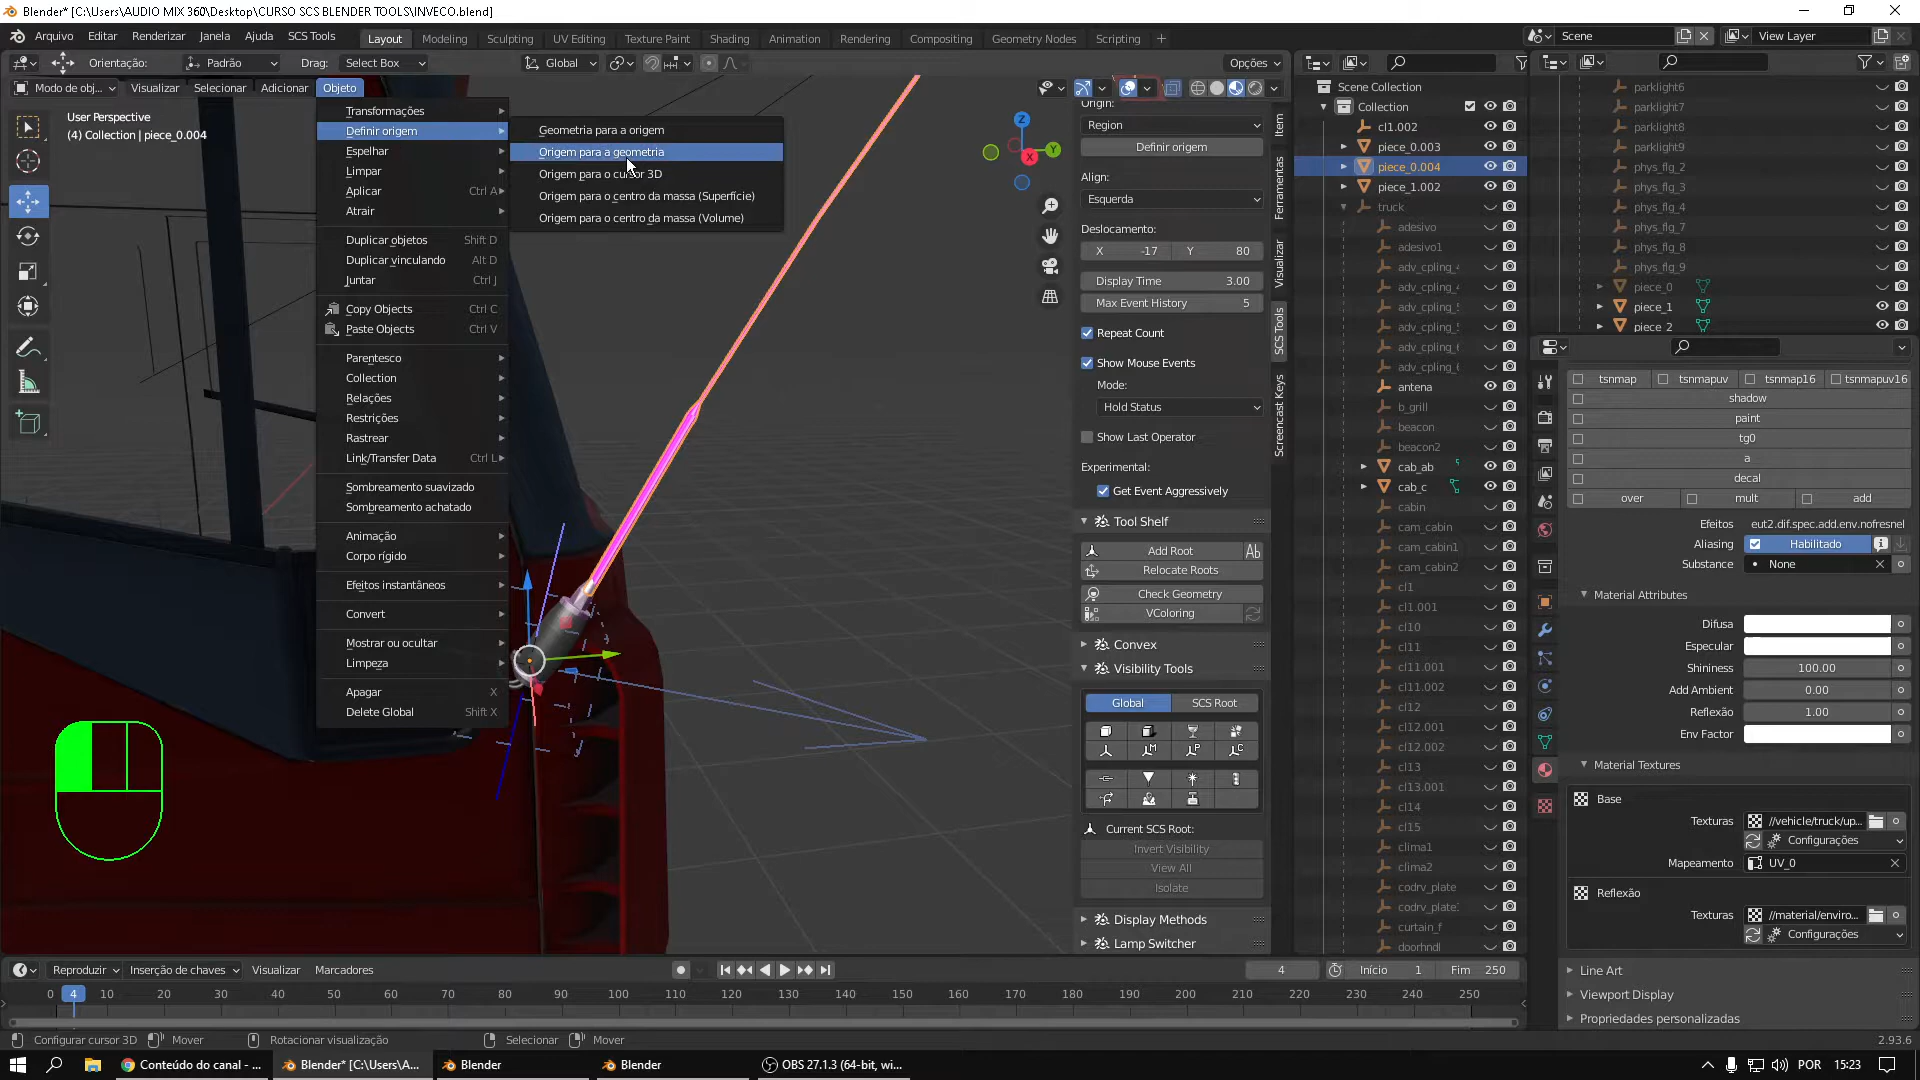 Blender* [C:\Users\AUDIO MIX 360\Desktop\CURSO SCS BLENDER TOOLS\INVECO.blend]
Arquivo Editar Renderizar Janela Ajuda SCS Tools Layout Modeling Sculpting UV Editing Texture Paint Shading Animation Rendering Compositing Geometry Nodes Scripting + Scene View Layer
Orientação: Padrão Drag: Select Box Global Opções
Modo de obj... Visualizar Selecionar Adicionar Objeto
User Perspective
(4) Collection | piece_0.004
Transformações
Definir origem
Espelhar
Limpar
Aplicar Ctrl A
Atrair
Duplicar objetos Shift D
Duplicar vinculando Alt D
Juntar Ctrl J
Copy Objects Ctrl C
Paste Objects Ctrl V
Parentesco
Collection
Relações
Restrições
Rastrear
Link/Transfer Data Ctrl L
Sombreamento suavizado
Sombreamento achatado
Animação
Corpo rígido
Efeitos instantâneos
Convert
Mostrar ou ocultar
Limpeza
Apagar X
Delete Global Shift X
Geometria para a origem
Origem para a geometria
Origem para o cursor 3D
Origem para o centro da massa (Superfície)
Origem para o centro da massa (Volume)
Z
Y
X
Origin:
Region
Definir origem
Align:
Esquerda
Deslocamento:
X -17 Y 80
Display Time 3.00
Max Event History 5
Repeat Count
Show Mouse Events
Mode:
Hold Status
Show Last Operator
Experimental:
Get Event Aggressively
Tool Shelf
Add Root Ab
Relocate Roots
Check Geometry
VColoring
Convex
Visibility Tools
Global SCS Root
Current SCS Root:
Invert Visibility
View All
Isolate
Display Methods
Lamp Switcher
Item
Ferramentas
Visualizar
SCS Tools
Screencast Keys
Scene Collection
Collection
cl1.002
piece_0.003
piece_0.004
piece_1.002
truck
adesivo
adesivo1
adv_cpling_4
adv_cpling_4
adv_cpling_5
adv_cpling_5
adv_cpling_6
adv_cpling_6
antena
b_grill
beacon
beacon2
cab_ab
cab_c
cabin
cam_cabin
cam_cabin1
cam_cabin2
cl1
cl1.001
cl10
cl11
cl11.001
cl11.002
cl12
cl12.001
cl12.002
cl13
cl13.001
cl14
cl15
clima1
clima2
codrv_plate
codrv_plate
curtain_f
doorhndl
parklight6
parklight7
parklight8
parklight9
phys_flg_2
phys_flg_3
phys_flg_4
phys_flg_7
phys_flg_8
phys_flg_9
piece_0
piece_1
piece_2
tsnmap tsnmapuv tsnmap16 tsnmapuv16
shadow
paint
tg0
a
decal
over mult add
Efeitos eut2.dif.spec.add.env.nofresnel
Aliasing Habilitado
Substance None
Material Attributes
Difusa
Especular
Shininess 100.00
Add Ambient 0.00
Reflexão 1.00
Env Factor
Material Textures
Base
Texturas //vehicle/truck/up...
Configurações
Mapeamento UV_0
Reflexão
Texturas //material/enviro...
Configurações
Line Art
Viewport Display
Propriedades personalizadas
Reproduzir Inserção de chaves Visualizar Marcadores 4 Início 1 Fim 250
0 4 10 20 30 40 50 60 70 80 90 100 110 120 130 140 150 160 170 180 190 200 210 220 230 240 250
Configurar cursor 3D Mover Rotacionar visualização Selecionar Mover 2.93.6
Conteúdo do canal - ... Blender* [C:\Users\A... Blender Blender OBS 27.1.3 (64-bit, wi... POR 15:23